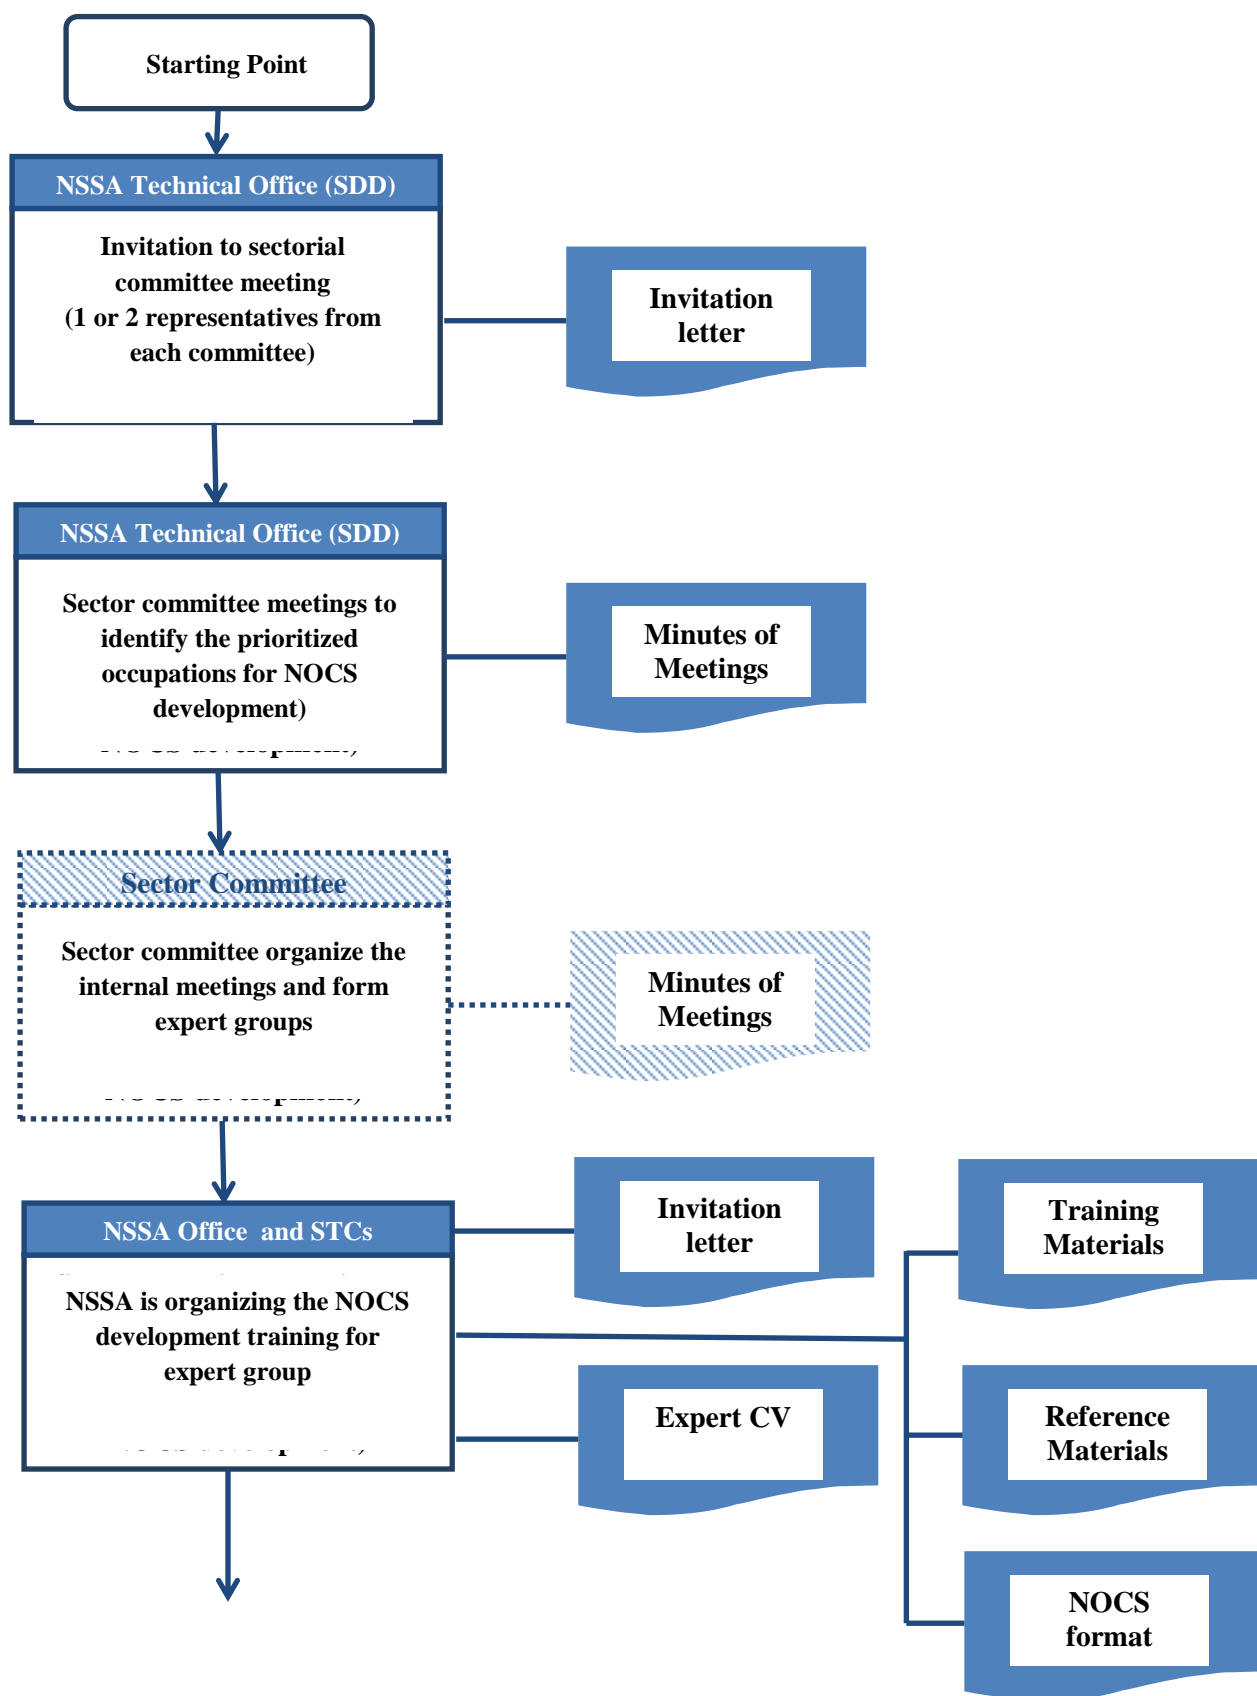 Starting Point
NSSA Technical Office (SDD)
Invitation to sectorial
committee meeting
(1 or 2 representatives from
each committee)
Invitation
letter
NSSA Technical Office (SDD)
Sector committee meetings to
identify the prioritized
occupations for NOCS
development)
Minutes of
Meetings
Sector Committee
Sector committee organize the
internal meetings and form
expert groups
Minutes of
Meetings
NSSA Office and STCs
NSSA is organizing the NOCS
development training for
expert group
Invitation
letter
Training
Materials
Expert CV
Reference
Materials
NOCS
format